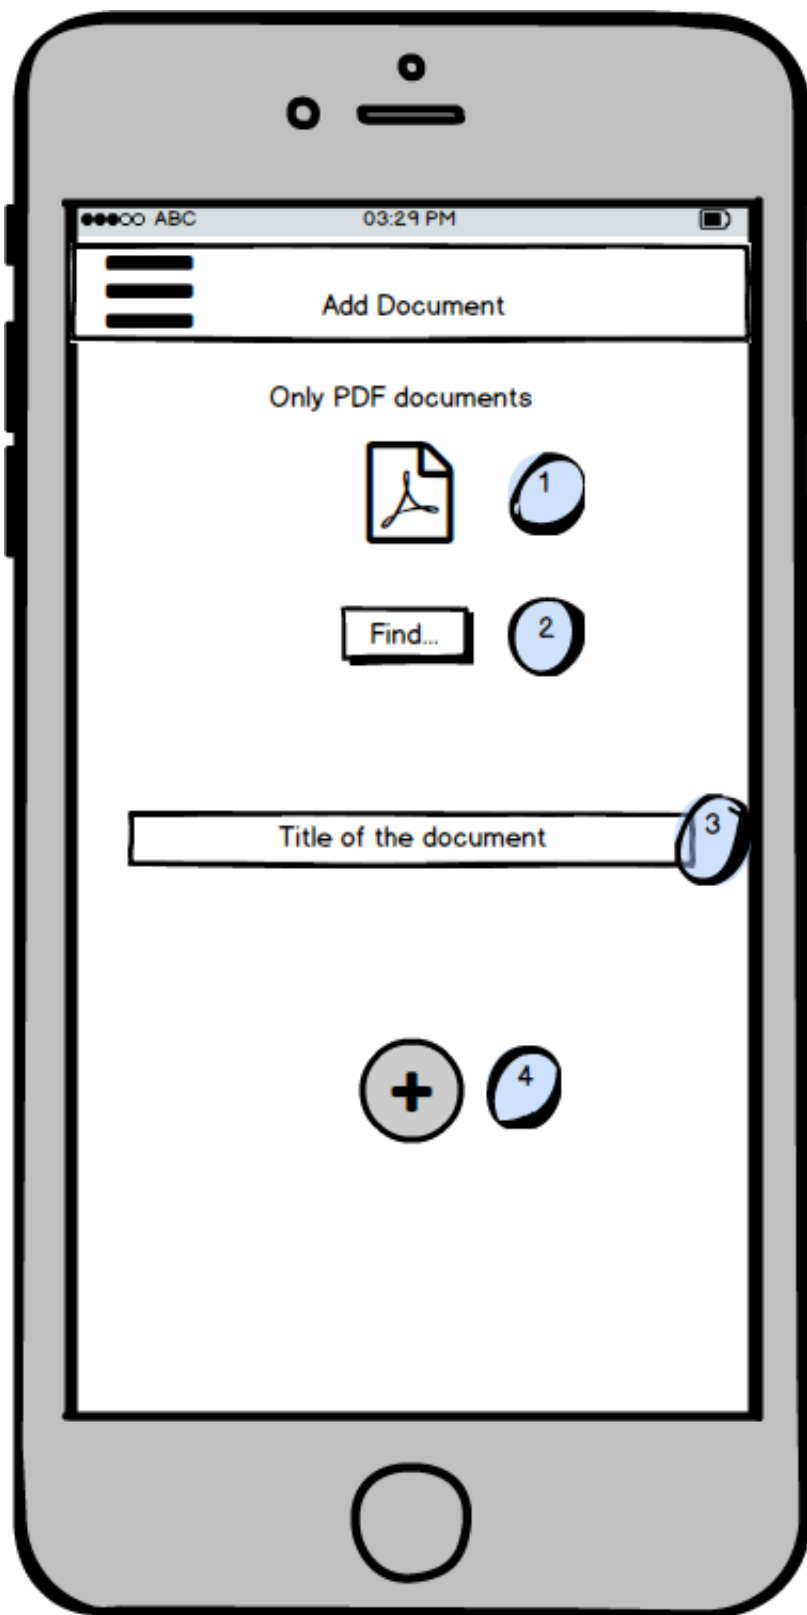 ABC 03:29 PM
Add Document
Only PDF documents
1
Find... 2
Title of the document 3
4